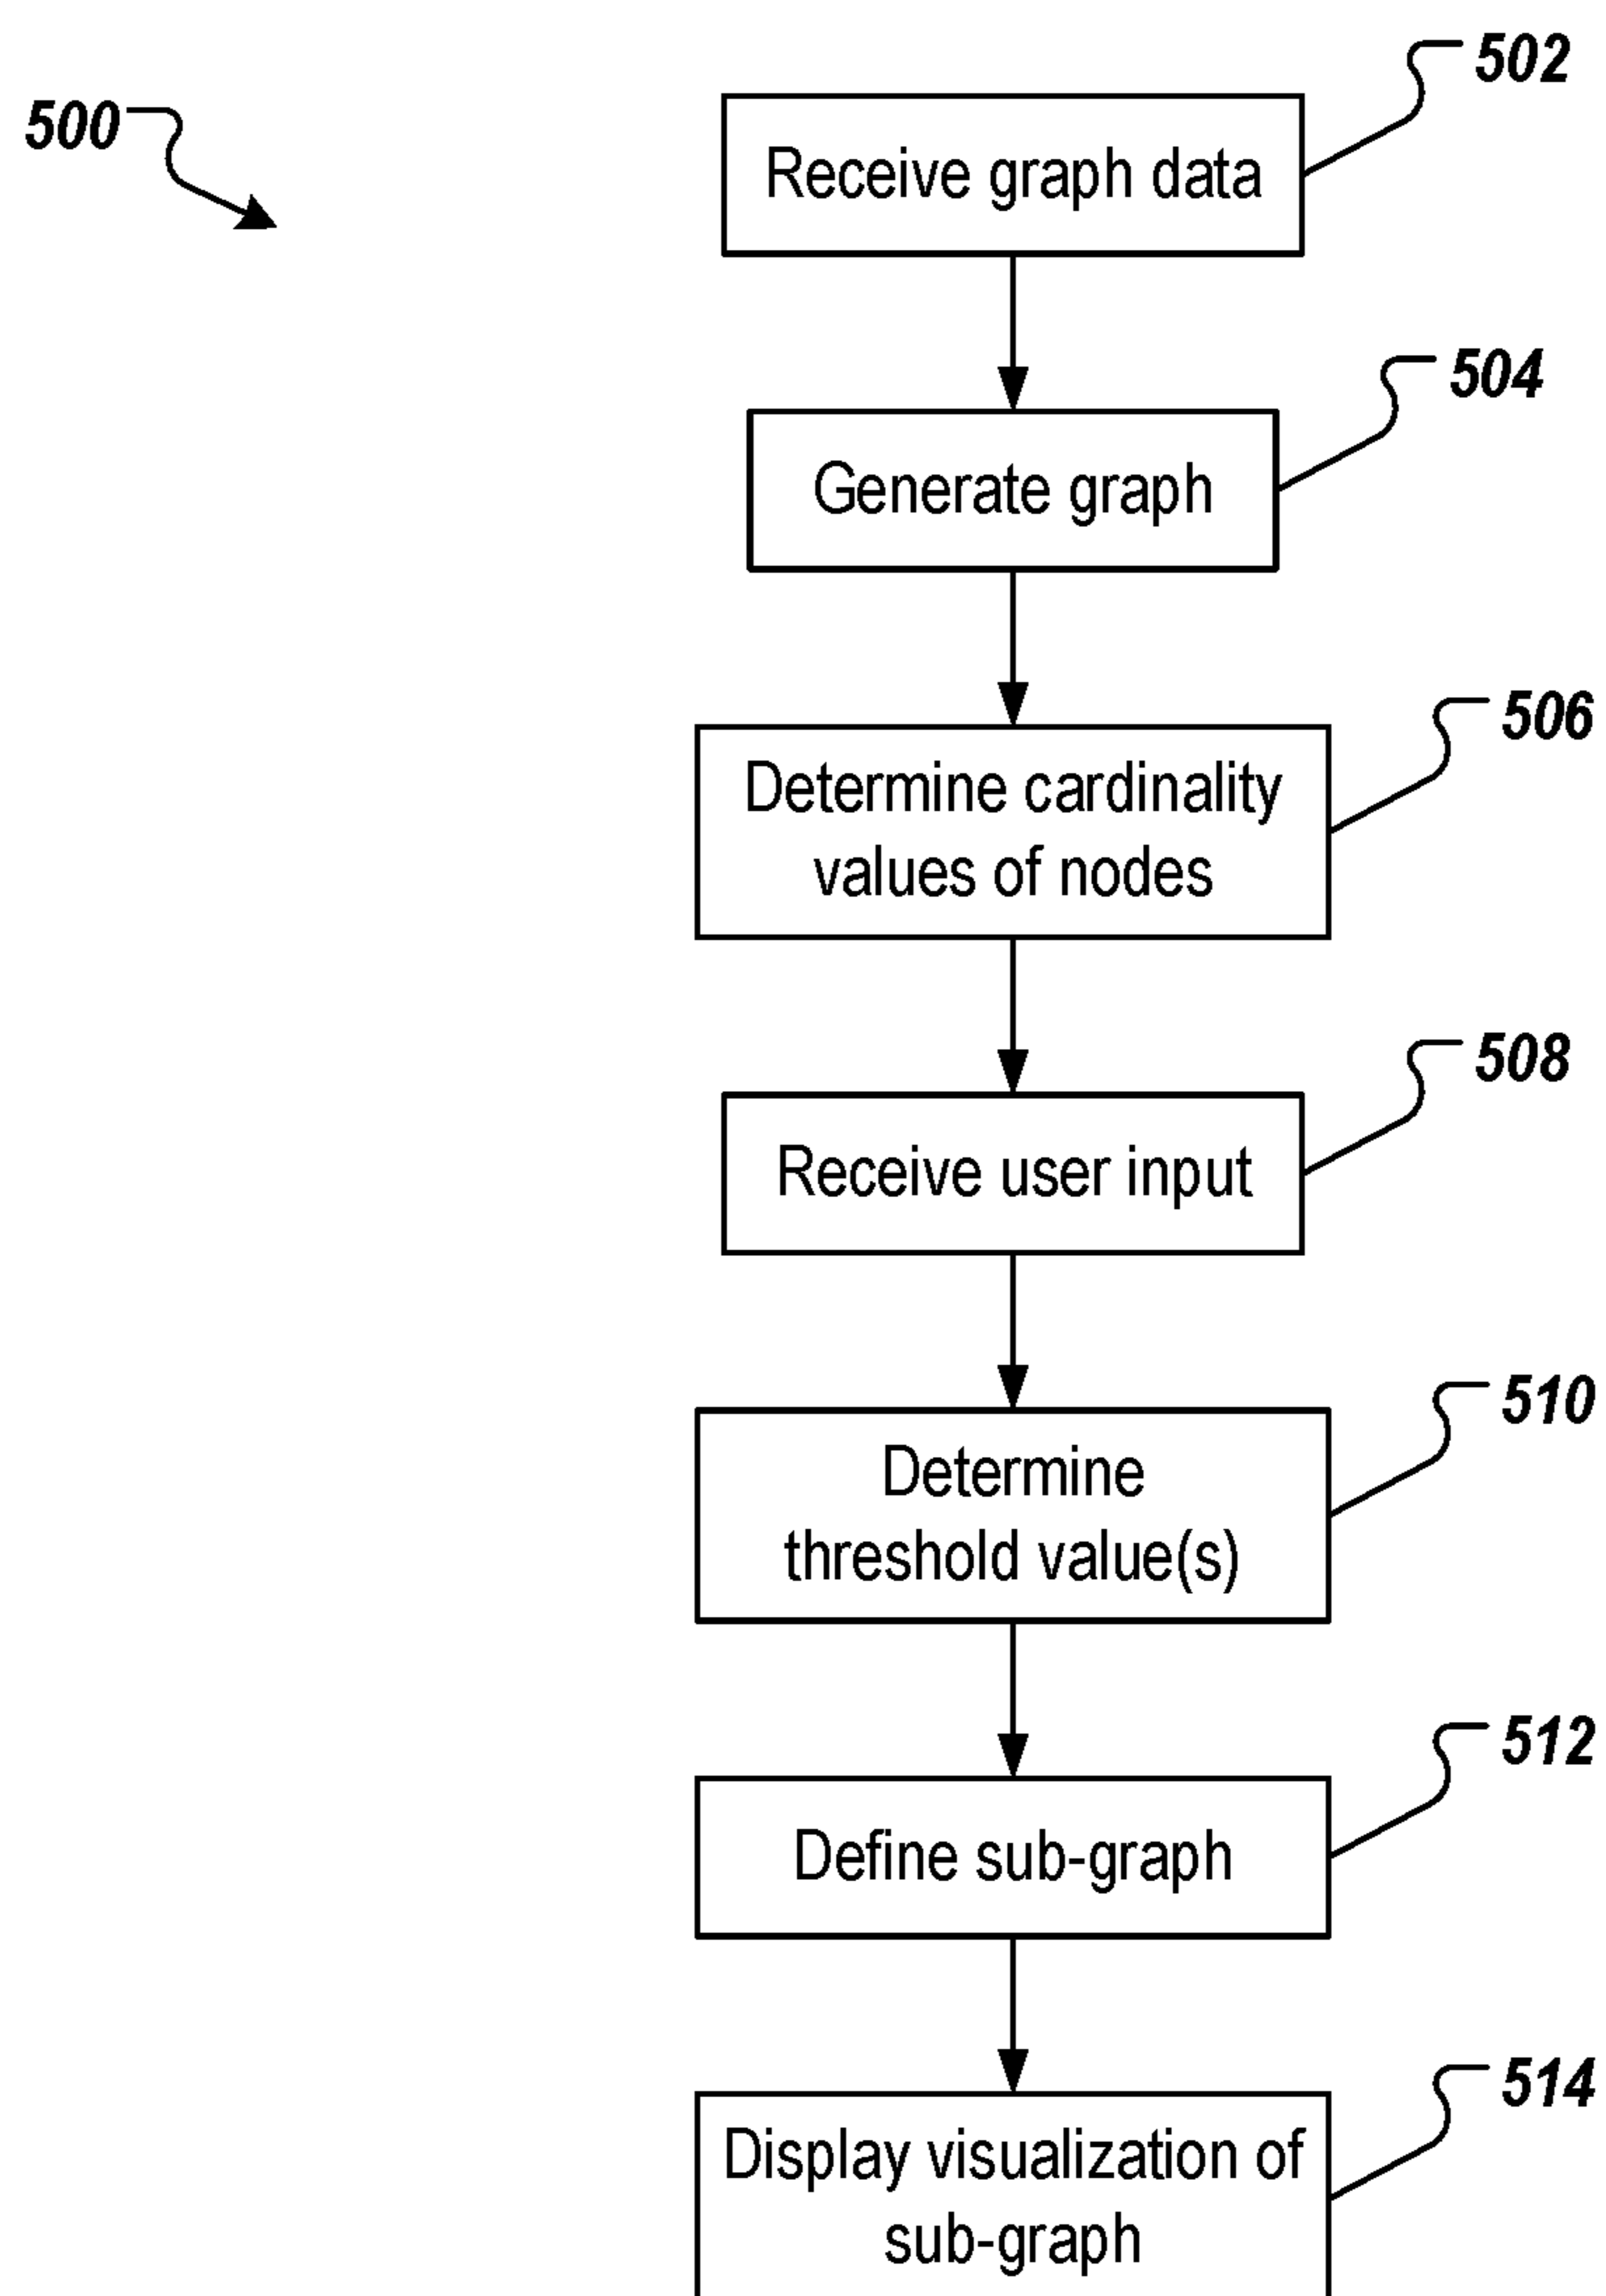 502
500
Receive graph data
504
Generate graph
506
Determine cardinality
values of nodes
508
Receive user input
510
Determine
threshold value(s)
512
Define sub-graph
514
Display visualization of
sub-graph